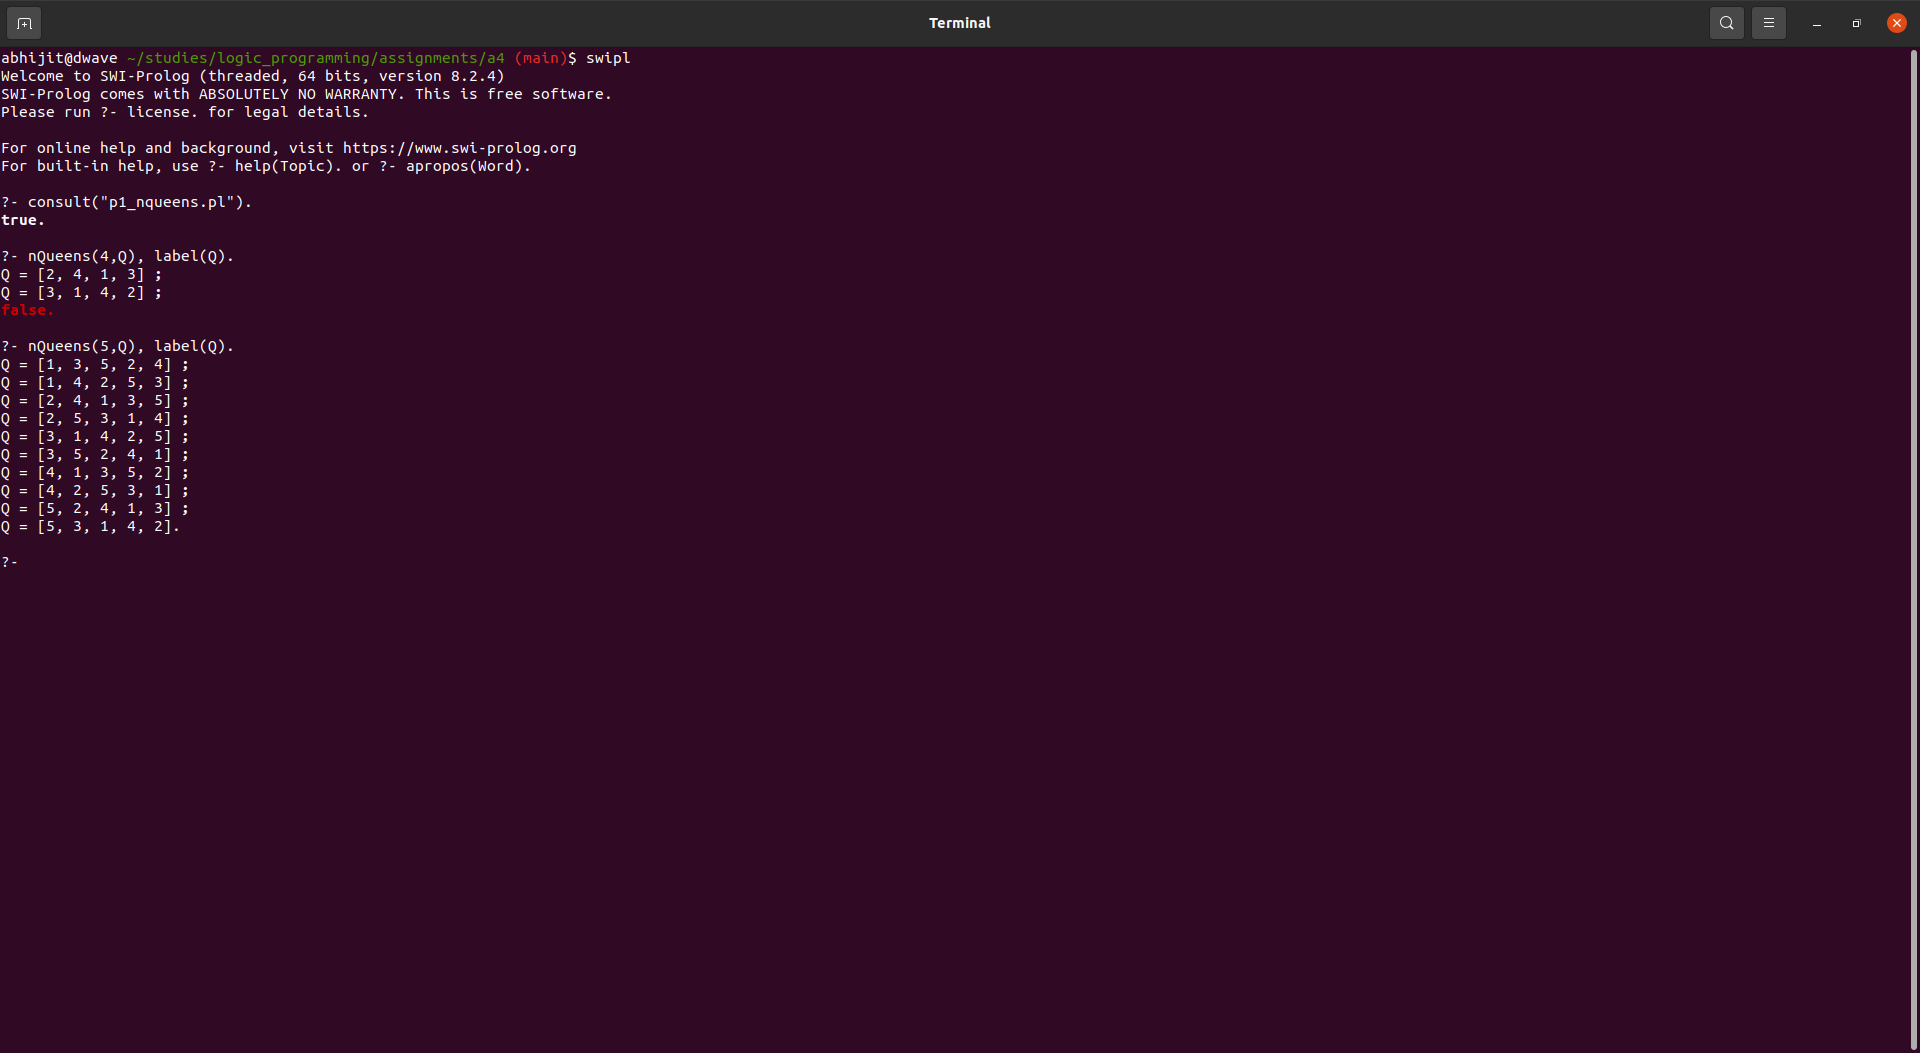 Terminal
abhijit@dwave ~/studies/logic_programming/assignments/a4 (main)$ swipl
Welcome to SWI-Prolog (threaded, 64 bits, version 8.2.4)
SWI-Prolog comes with ABSOLUTELY NO WARRANTY. This is free software.
Please run ?- license. for legal details.
For online help and background, visit https://www.swi-prolog.org
For built-in help, use ?- help(Topic). or ?- apropos(Word).
?- consult("p1_nqueens.pl").
true.
?- nQueens(4,Q), label(Q).
Q = [2, 4, 1, 3] ;
Q = [3, 1, 4, 2] ;
false.
?- nQueens(5,Q), label(Q).
Q = [1, 3, 5, 2, 4] ;
Q = [1, 4, 2, 5, 3] ;
Q = [2, 4, 1, 3, 5] ;
Q = [2, 5, 3, 1, 4] ;
Q = [3, 1, 4, 2, 5] ;
Q = [3, 5, 2, 4, 1] ;
Q = [4, 1, 3, 5, 2] ;
Q = [4, 2, 5, 3, 1] ;
Q = [5, 2, 4, 1, 3] ;
Q = [5, 3, 1, 4, 2].
?-